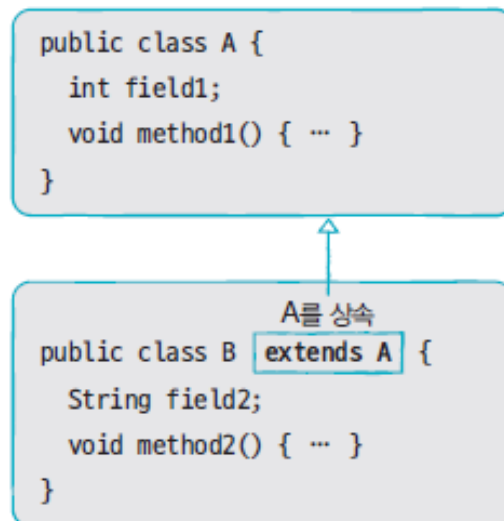 public class A {
int field1;
void method1() { … }
}
A를 상속
public class B extends A {
String field2;
void method2() { … }
}